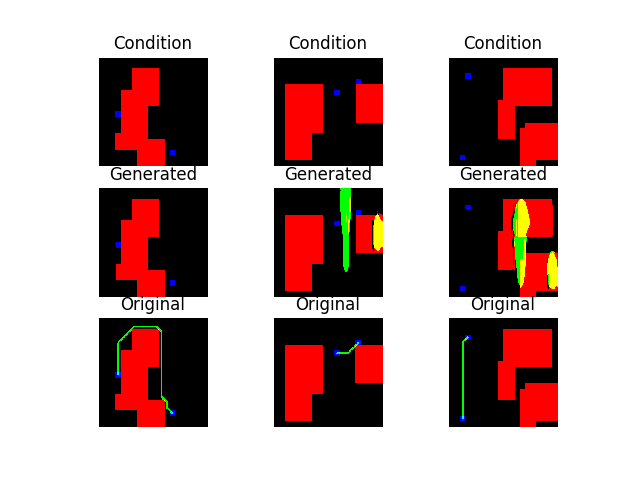 Condition Condition Condition
Generated Generated Generated
Original Original Original